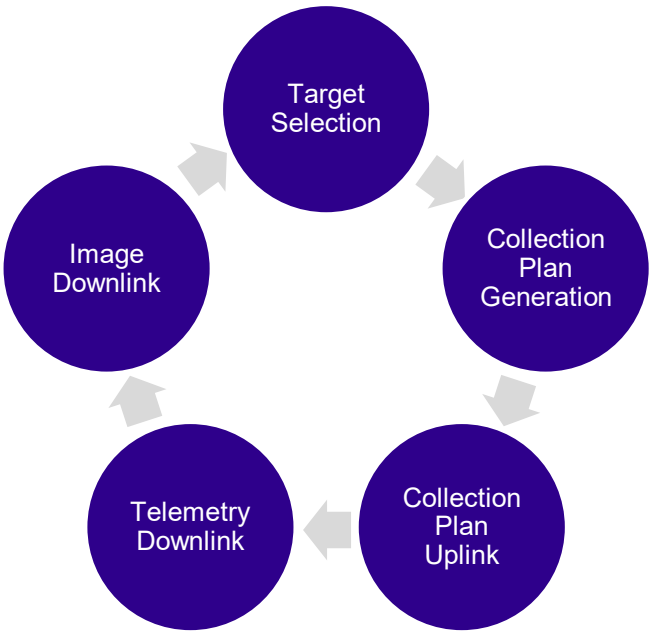 Target
Selection
Collection
Plan
Generation
Collection
Plan
Uplink
Telemetry
Downlink
Image
Downlink